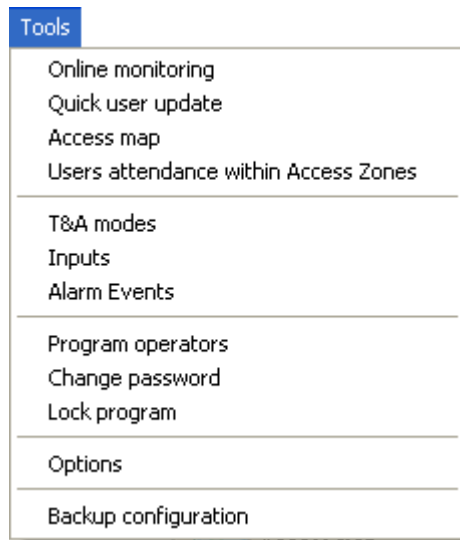 Tools
Online monitoring
Quick user update
Access map
Users attendance within Access Zones
T&A modes
Inputs
Alarm Events
Program operators
Change password
Lock program
Options
Backup configuration